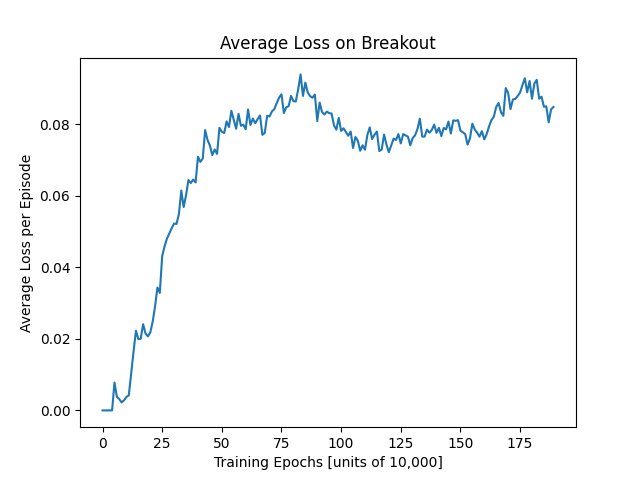 Average Loss on Breakout
Average Loss per Episode
0.08
0.06
0.04
0.02
0.00
0 25 50 75 100 125 150 175
Training Epochs [units of 10,000]